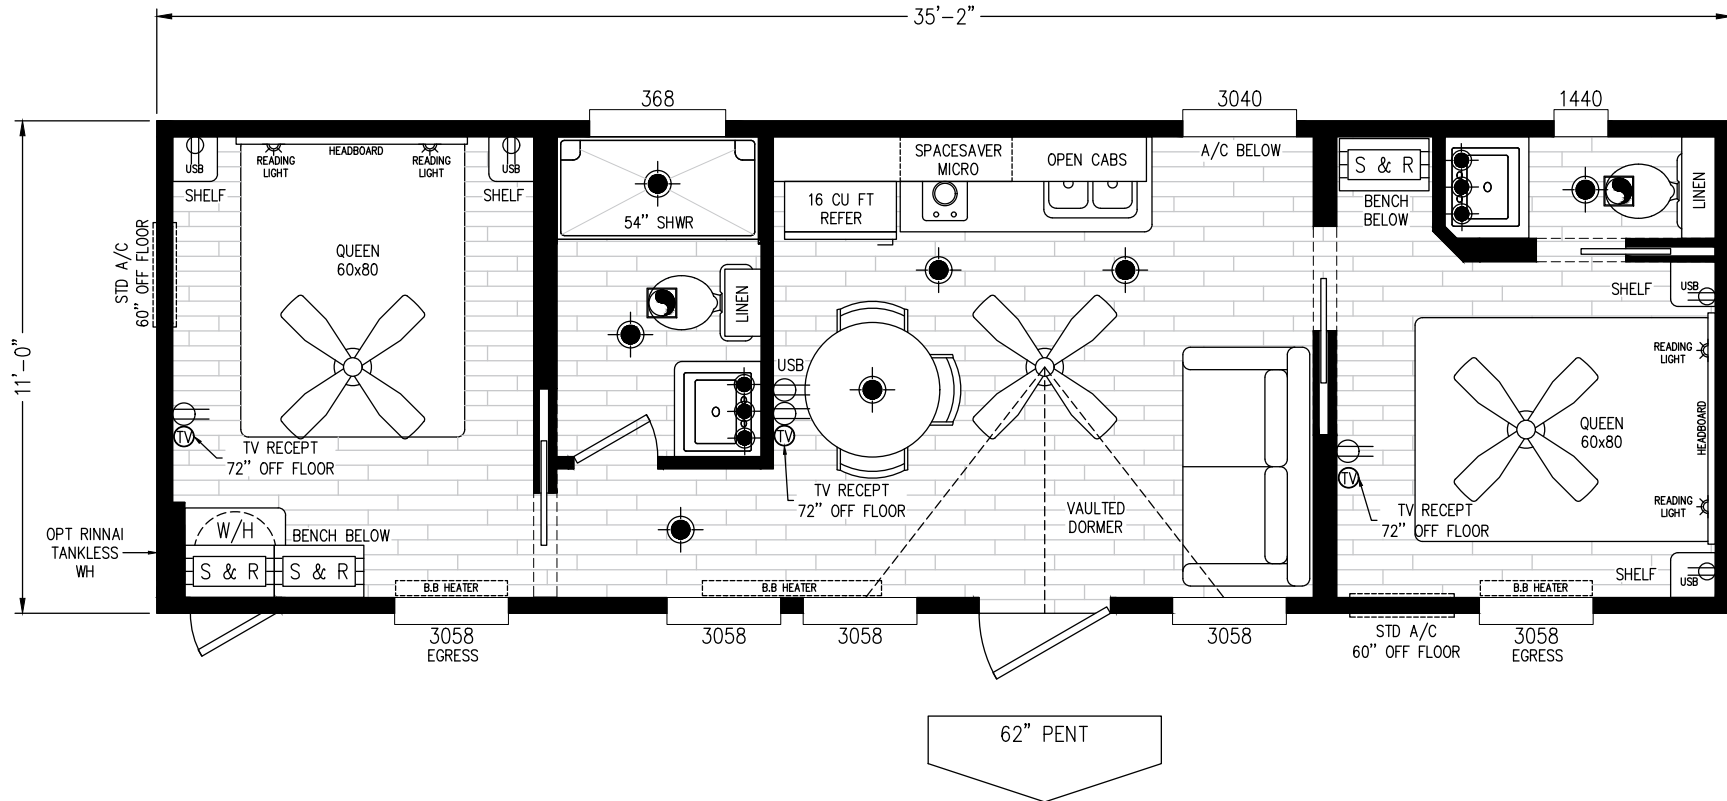 35'-2"
368
3040
1440
11'-0"
USB
READING
LIGHT
HEADBOARD
READING
LIGHT
USB
SHELF
SHELF
STD A/C
60" OFF FLOOR
QUEEN
60x80
TV
TV RECEPT
72" OFF FLOOR
OPT RINNAI
TANKLESS
WH
W/H
BENCH BELOW
S & R
S & R
B.B HEATER
3058
EGRESS
54" SHWR
LINEN
SPACESAVER
MICRO
OPEN CABS
A/C BELOW
16 CU FT
REFER
USB
TV
TV RECEPT
72" OFF FLOOR
VAULTED
DORMER
B.B HEATER
3058
3058
3058
S & R
BENCH
BELOW
LINEN
SHELF
USB
READING
LIGHT
QUEEN
60x80
HEADBOARD
READING
LIGHT
TV
TV RECEPT
72" OFF FLOOR
SHELF
USB
B.B HEATER
STD A/C
60" OFF FLOOR
3058
EGRESS
62" PENT